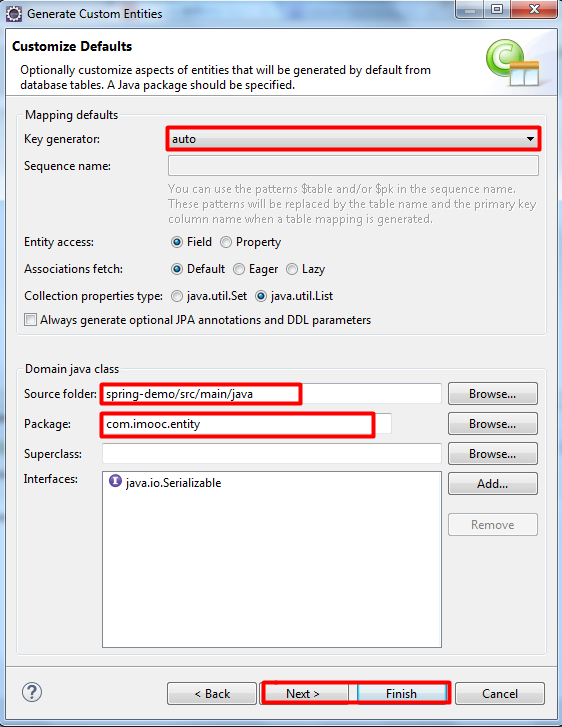 Generate Custom Entities
Customize Defaults
Optionally customize aspects of entities that will be generated by default from
database tables. A Java package should be specified.
C
Mapping defaults
Key generator: auto
Sequence name:
You can use the patterns $table and/or $pk in the sequence name.
These patterns will be replaced by the table name and the primary key
column name when a table mapping is generated.
Entity access: Field Property
Associations fetch: Default Eager Lazy
Collection properties type: java.util.Set java.util.List
Always generate optional JPA annotations and DDL parameters
Domain java class
Source folder: spring-demo/src/main/java Browse...
Package: com.imooc.entity Browse...
Superclass: Browse...
Interfaces: I java.io.Serializable Add...
Remove
? < Back Next > Finish Cancel